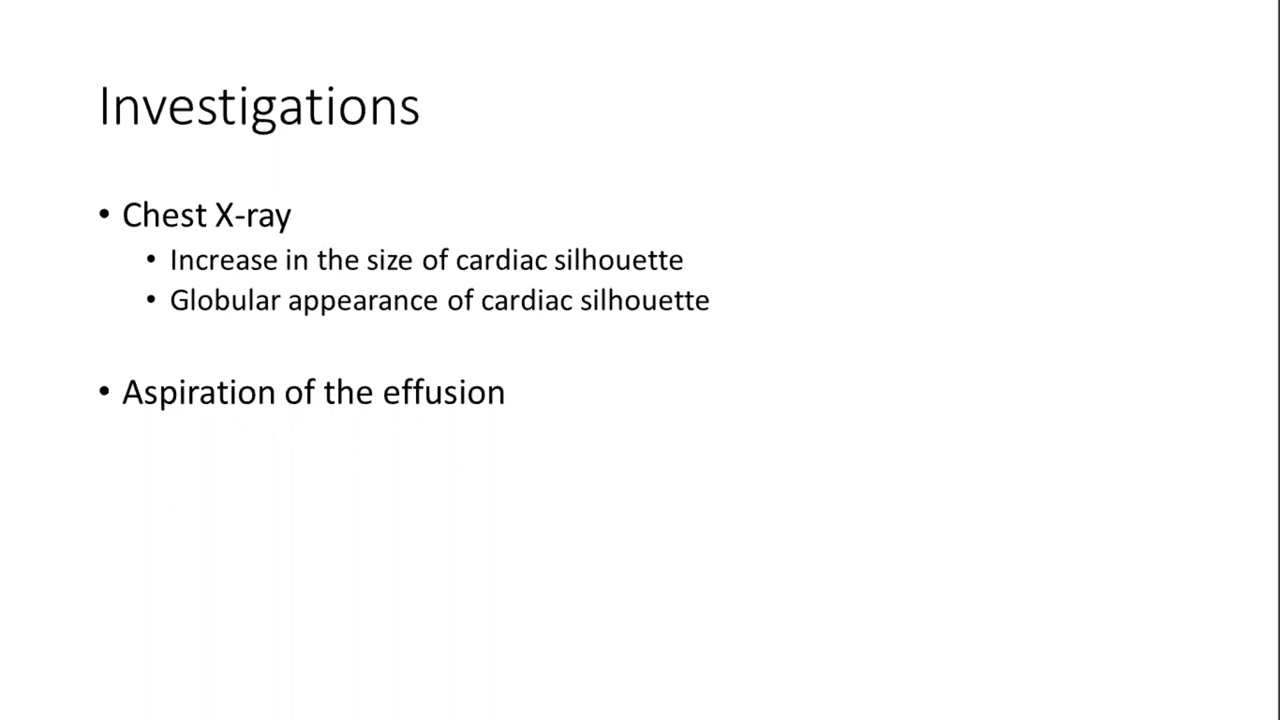 Investigations
• Chest X-ray
• Increase in the size of cardiac silhouette
• Globular appearance of cardiac silhouette
• Aspiration of the effusion